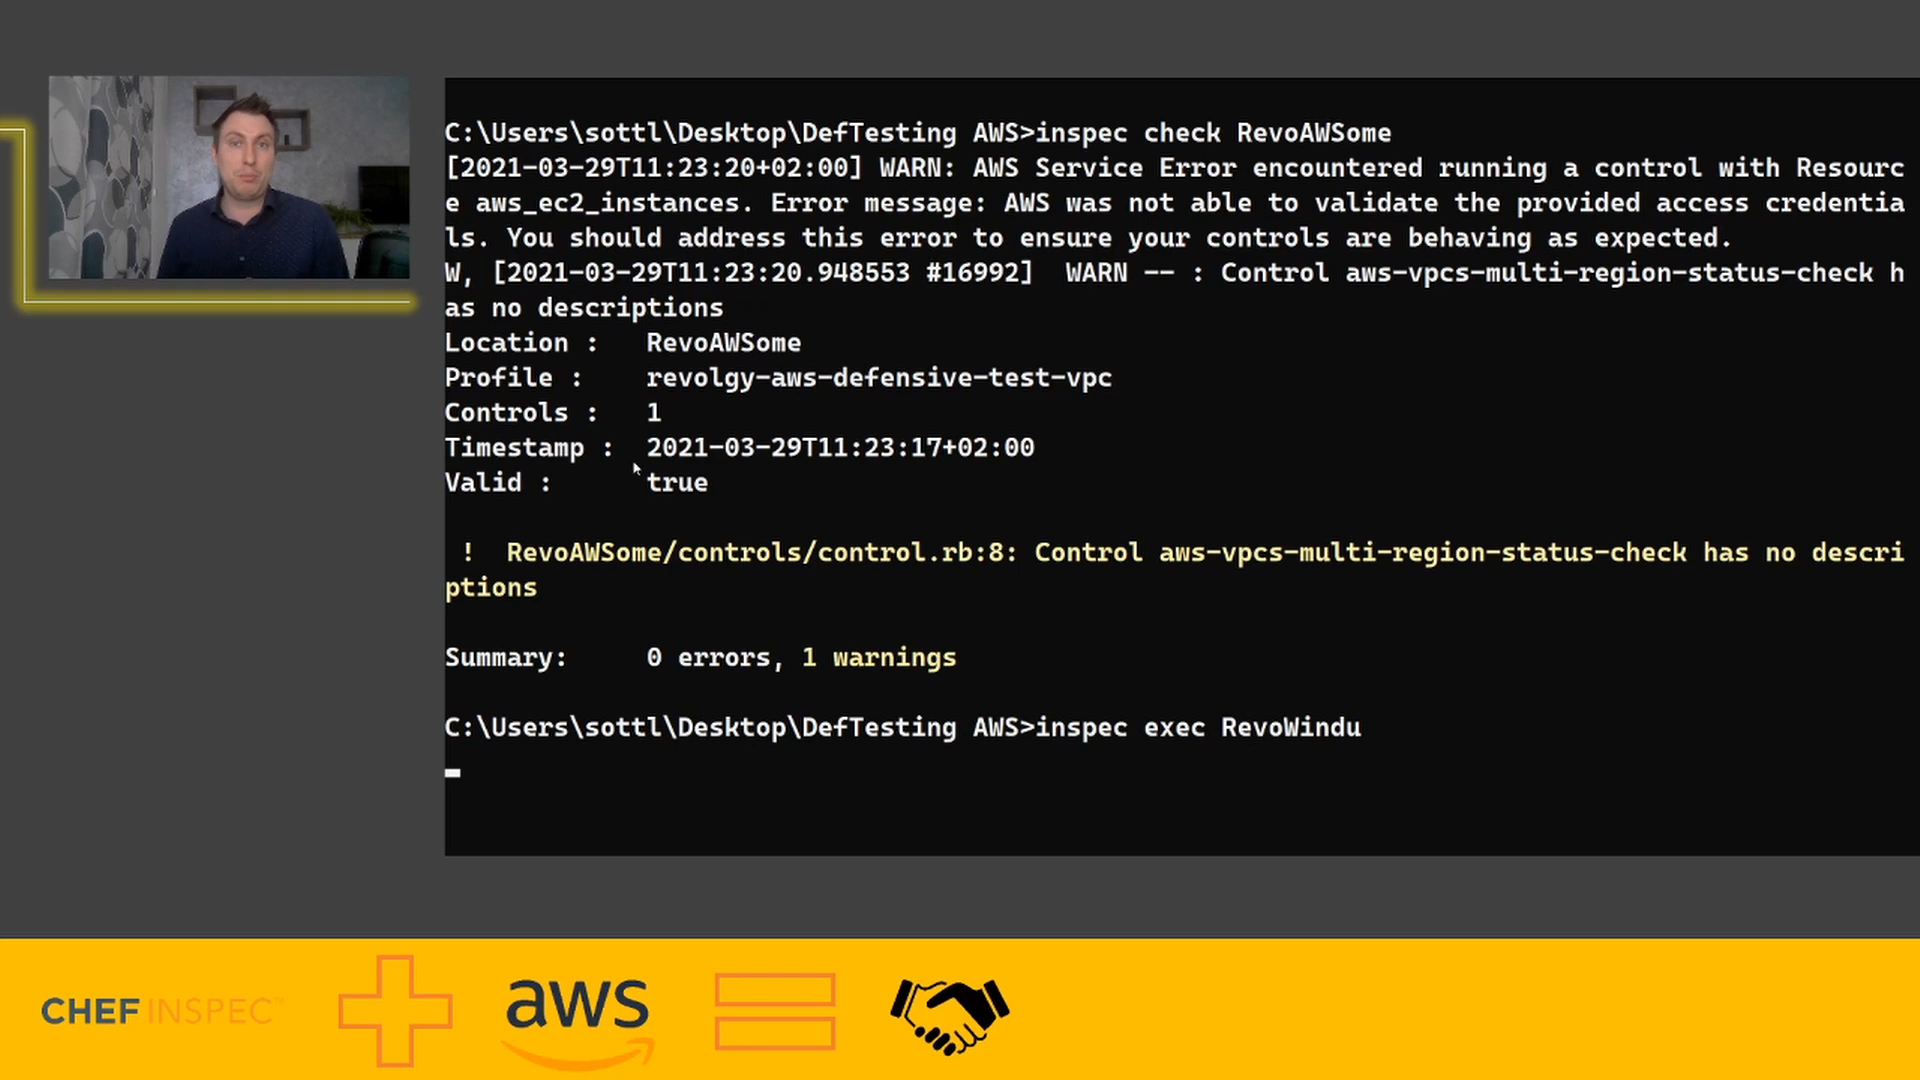 C:\Users\sottl\Desktop\DefTesting AWS>inspec check RevoAWSome
[2021-03-29T11:23:20+02:00] WARN: AWS Service Error encountered running a control with Resourc
e aws_ec2_instances. Error message: AWS was not able to validate the provided access credentia
ls. You should address this error to ensure your controls are behaving as expected.
W, [2021-03-29T11:23:20.948553 #16992]  WARN -- : Control aws-vpcs-multi-region-status-check h
as no descriptions
Location :   RevoAWSome
Profile :    revolgy-aws-defensive-test-vpc
Controls :   1
Timestamp :  2021-03-29T11:23:17+02:00
Valid :      true
!  RevoAWSome/controls/control.rb:8: Control aws-vpcs-multi-region-status-check has no descri
ptions
Summary:     0 errors, 1 warnings
C:\Users\sottl\Desktop\DefTesting AWS>inspec exec RevoWindu
CHEF INSPEC™
aws